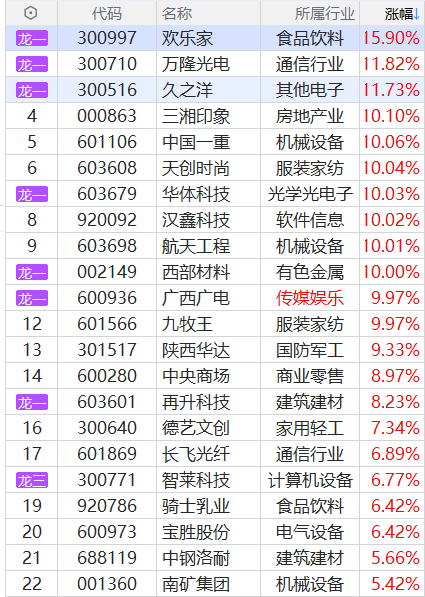 代码 名称 所属行业 涨幅↓
龙一 300997 欢乐家 食品饮料 15.90%
龙一 300710 万隆光电 通信行业 11.82%
龙一 300516 久之洋 其他电子 11.73%
4 000863 三湘印象 房地产业 10.10%
5 601106 中国一重 机械设备 10.06%
6 603608 天创时尚 服装家纺 10.04%
龙一 603679 华体科技 光学光电子 10.03%
8 920092 汉鑫科技 软件信息 10.02%
9 603698 航天工程 机械设备 10.01%
龙一 002149 西部材料 有色金属 10.00%
龙一 600936 广西广电 传媒娱乐 9.97%
12 601566 九牧王 服装家纺 9.97%
13 301517 陕西华达 国防军工 9.33%
14 600280 中央商场 商业零售 8.97%
龙一 603601 再升科技 建筑建材 8.23%
16 300640 德艺文创 家用轻工 7.34%
17 601869 长飞光纤 通信行业 6.89%
龙三 300771 智莱科技 计算机设备 6.77%
19 920786 骑士乳业 食品饮料 6.42%
20 600973 宝胜股份 电气设备 6.42%
21 688119 中钢洛耐 建筑建材 5.66%
22 001360 南矿集团 机械设备 5.42%